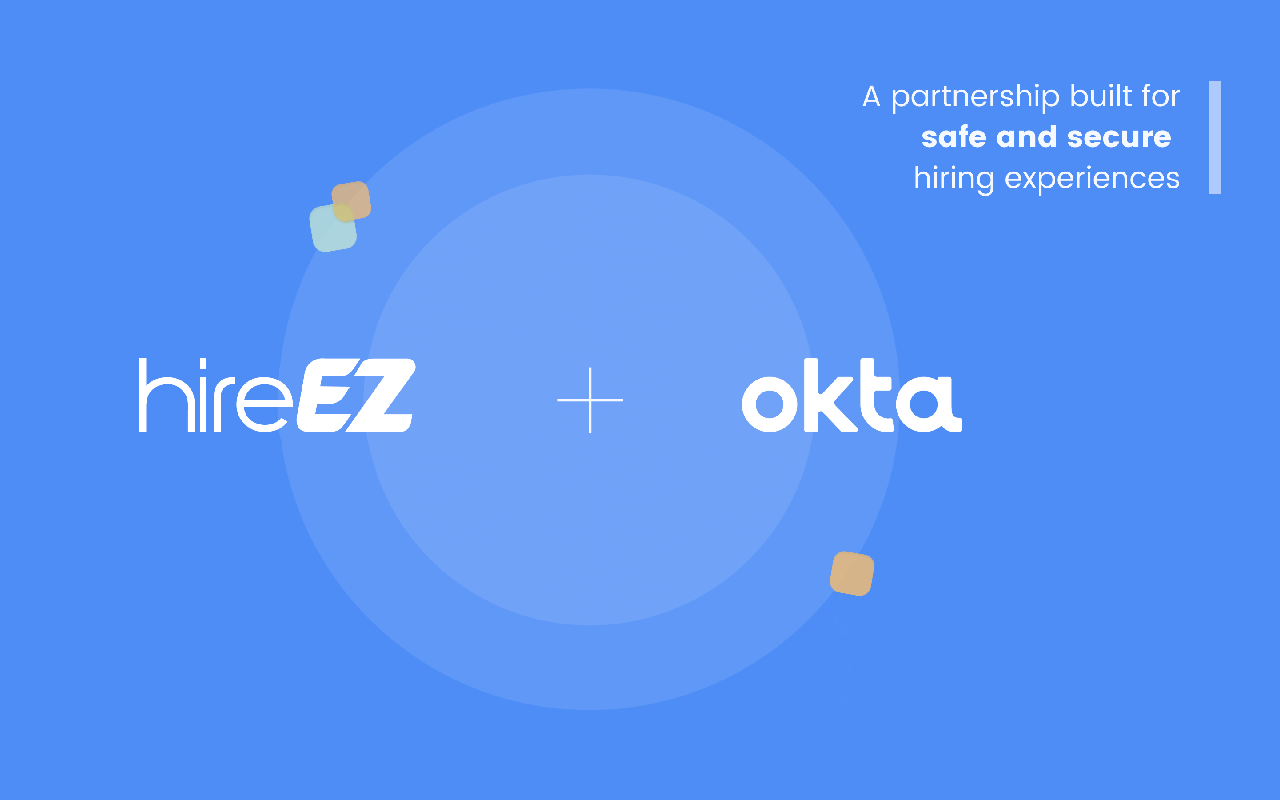 A partnership built for
safe and secure
hiring experiences
hireEZ
okta